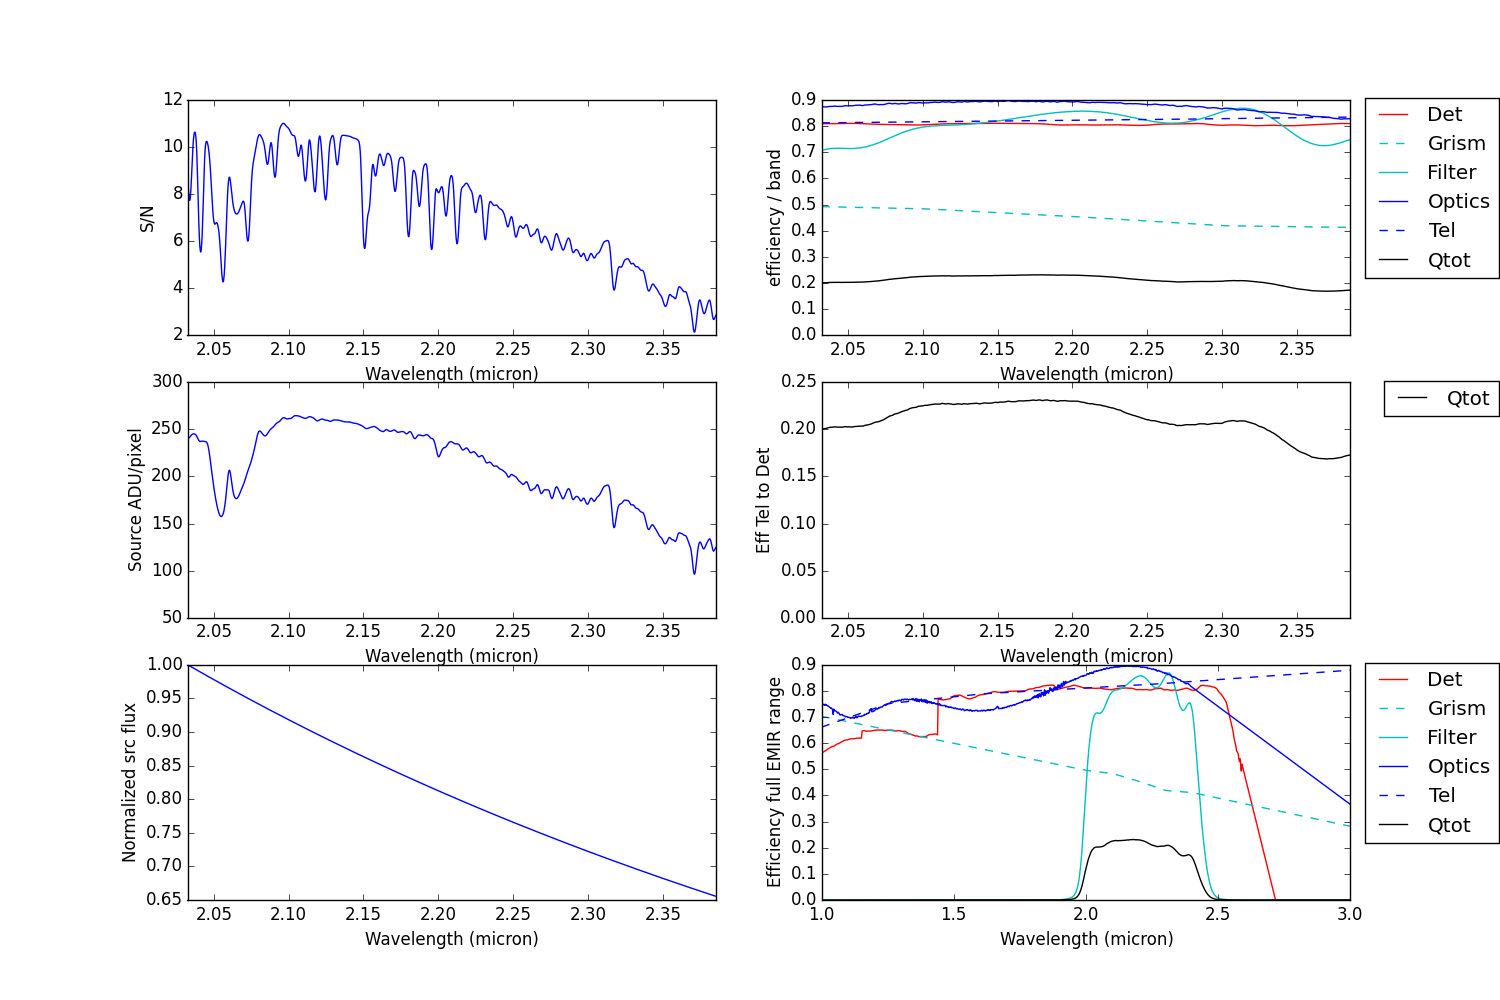 12
10
8
6
4
2
S/N
2.05 2.10 2.15 2.20 2.25 2.30 2.35
Wavelength (micron)
0.9
0.8
0.7
0.6
0.5
0.4
0.3
0.2
0.1
0.0
efficiency / band
2.05 2.10 2.15 2.20 2.25 2.30 2.35
Wavelength (micron)
Det
Grism
Filter
Optics
Tel
Qtot
300
250
200
150
100
50
Source ADU/pixel
2.05 2.10 2.15 2.20 2.25 2.30 2.35
Wavelength (micron)
0.25
0.20
0.15
0.10
0.05
0.00
Eff Tel to Det
2.05 2.10 2.15 2.20 2.25 2.30 2.35
Wavelength (micron)
Qtot
1.00
0.95
0.90
0.85
0.80
0.75
0.70
0.65
Normalized src flux
2.05 2.10 2.15 2.20 2.25 2.30 2.35
Wavelength (micron)
0.9
0.8
0.7
0.6
0.5
0.4
0.3
0.2
0.1
0.0
Efficiency full EMIR range
1.0 1.5 2.0 2.5 3.0
Wavelength (micron)
Det
Grism
Filter
Optics
Tel
Qtot